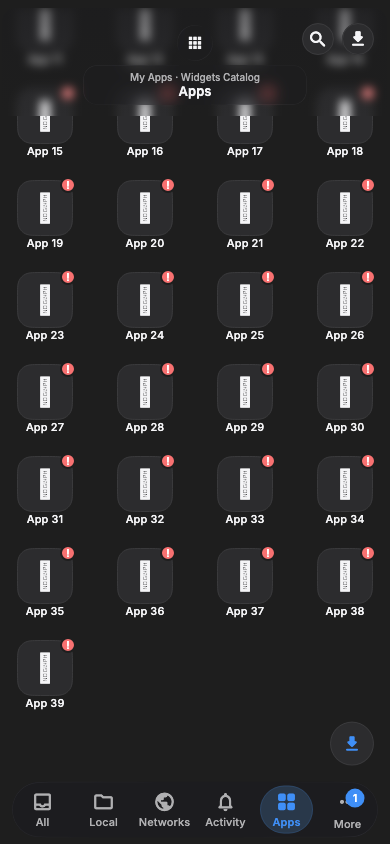 My Apps · Widgets Catalog
Apps
App 15 App 16 App 17 App 18
App 19 App 20 App 21 App 22
App 23 App 24 App 25 App 26
App 27 App 28 App 29 App 30
App 31 App 32 App 33 App 34
App 35 App 36 App 37 App 38
App 39
1
All Local Networks Activity Apps More